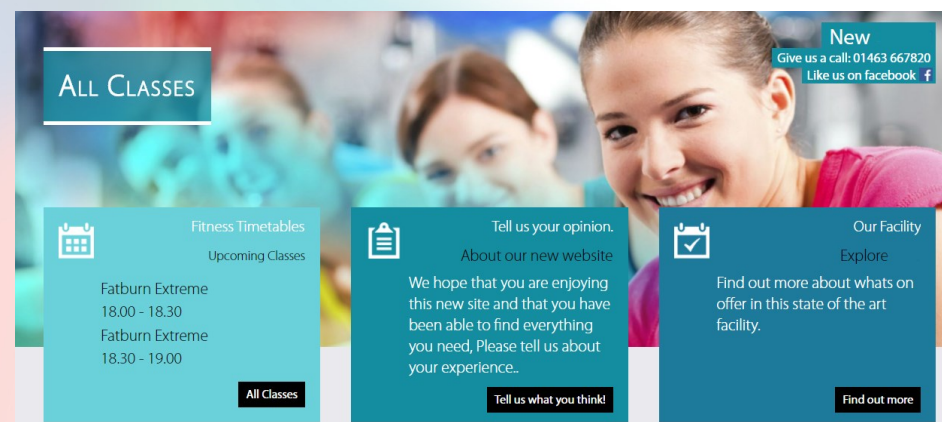 New
Give us a call: 01463 667820
Like us on facebook f
All Classes
Fitness Timetables
Upcoming Classes
Fatburn Extreme
18.00 - 18.30
Fatburn Extreme
18.30 - 19.00
All Classes
Tell us your opinion.
About our new website
We hope that you are enjoying
this new site and that you have
been able to find everything
you need, Please tell us about
your experience..
Tell us what you think!
Our Facility
Explore
Find out more about whats on
offer in this state of the art
facility.
Find out more